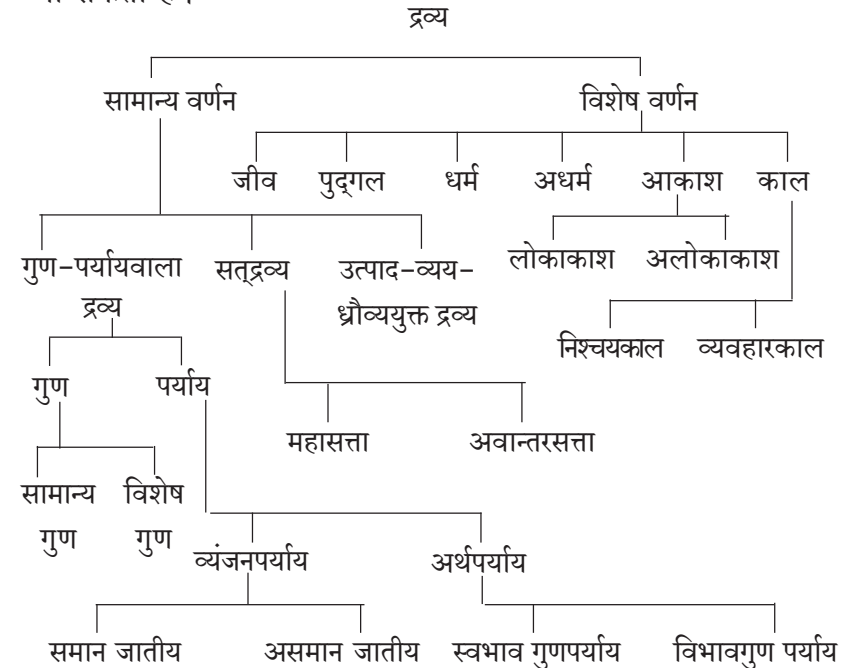 द्रव्य
सामान्य वर्णन विशेष वर्णन
जीव पुद्गल धर्म अधर्म आकाश काल
गुण-पर्यायवाला सत्द्रव्य उत्पाद-व्यय- लोकाकाश अलोकाकाश
द्रव्य ध्रौव्ययुक्त द्रव्य
निश्चयकाल व्यवहारकाल
गुण पर्याय
महासत्ता अवान्तरसत्ता
सामान्य विशेष
गुण गुण
व्यंजनपर्याय अर्थपर्याय
समान जातीय असमान जातीय स्वभाव गुणपर्याय विभावगुण पर्याय